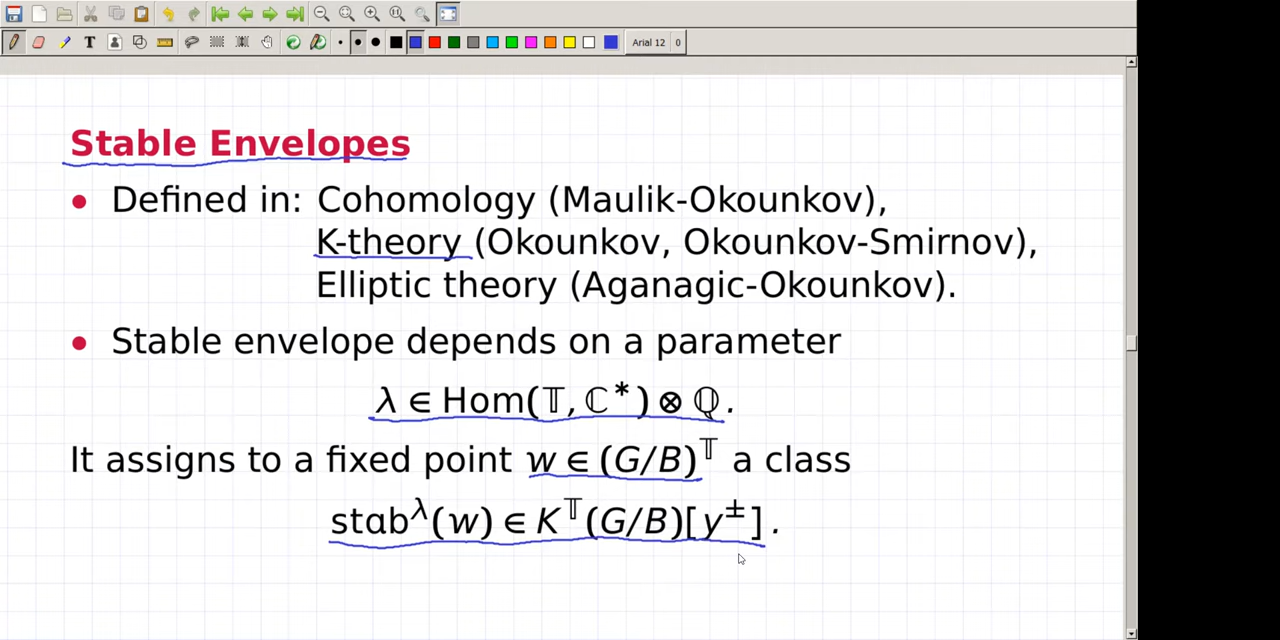 Arial 12 0
Stable Envelopes
• Defined in: Cohomology (Maulik-Okounkov),
K-theory (Okounkov, Okounkov-Smirnov),
Elliptic theory (Aganagic-Okounkov).
• Stable envelope depends on a parameter
λ ∈ Hom(𝕋, ℂ*) ⊗ ℚ.
It assigns to a fixed point w ∈ (G/B)^𝕋 a class
stab^λ(w) ∈ K^𝕋(G/B)[y^±].